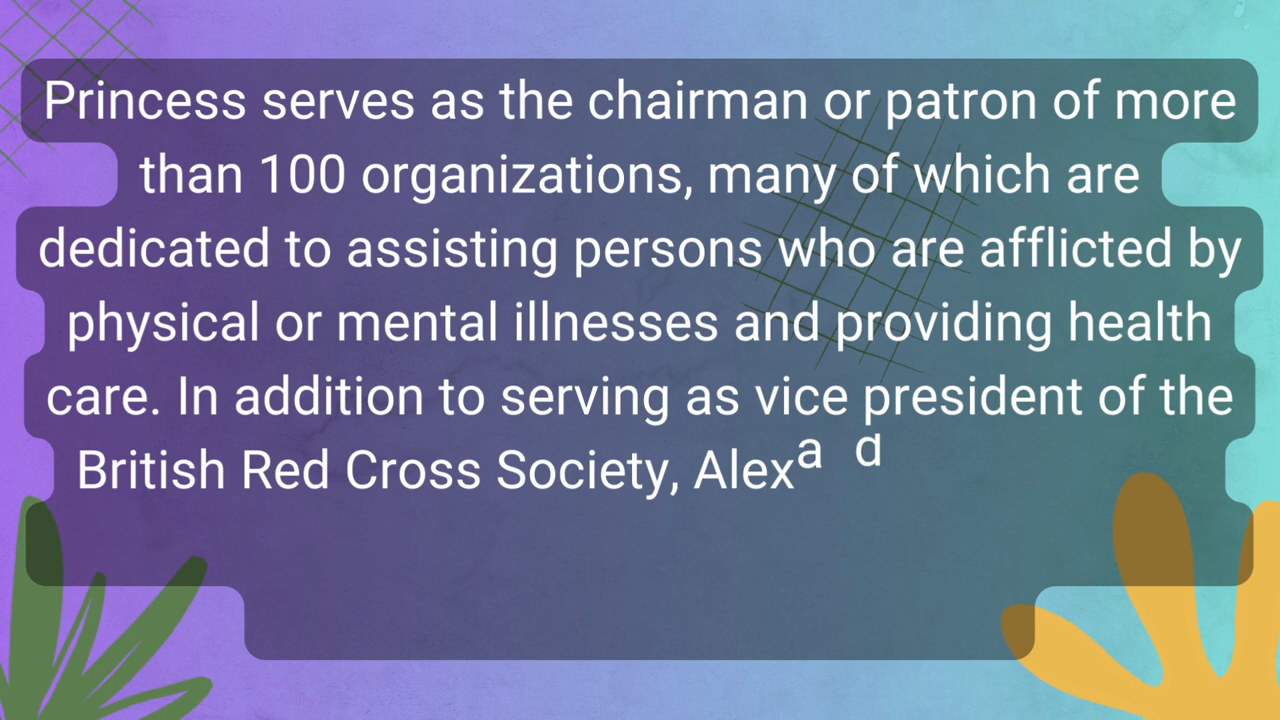 Princess serves as the chairman or patron of more
than 100 organizations, many of which are
dedicated to assisting persons who are afflicted by
physical or mental illnesses and providing health
care. In addition to serving as vice president of the
British Red Cross Society, Alexa d